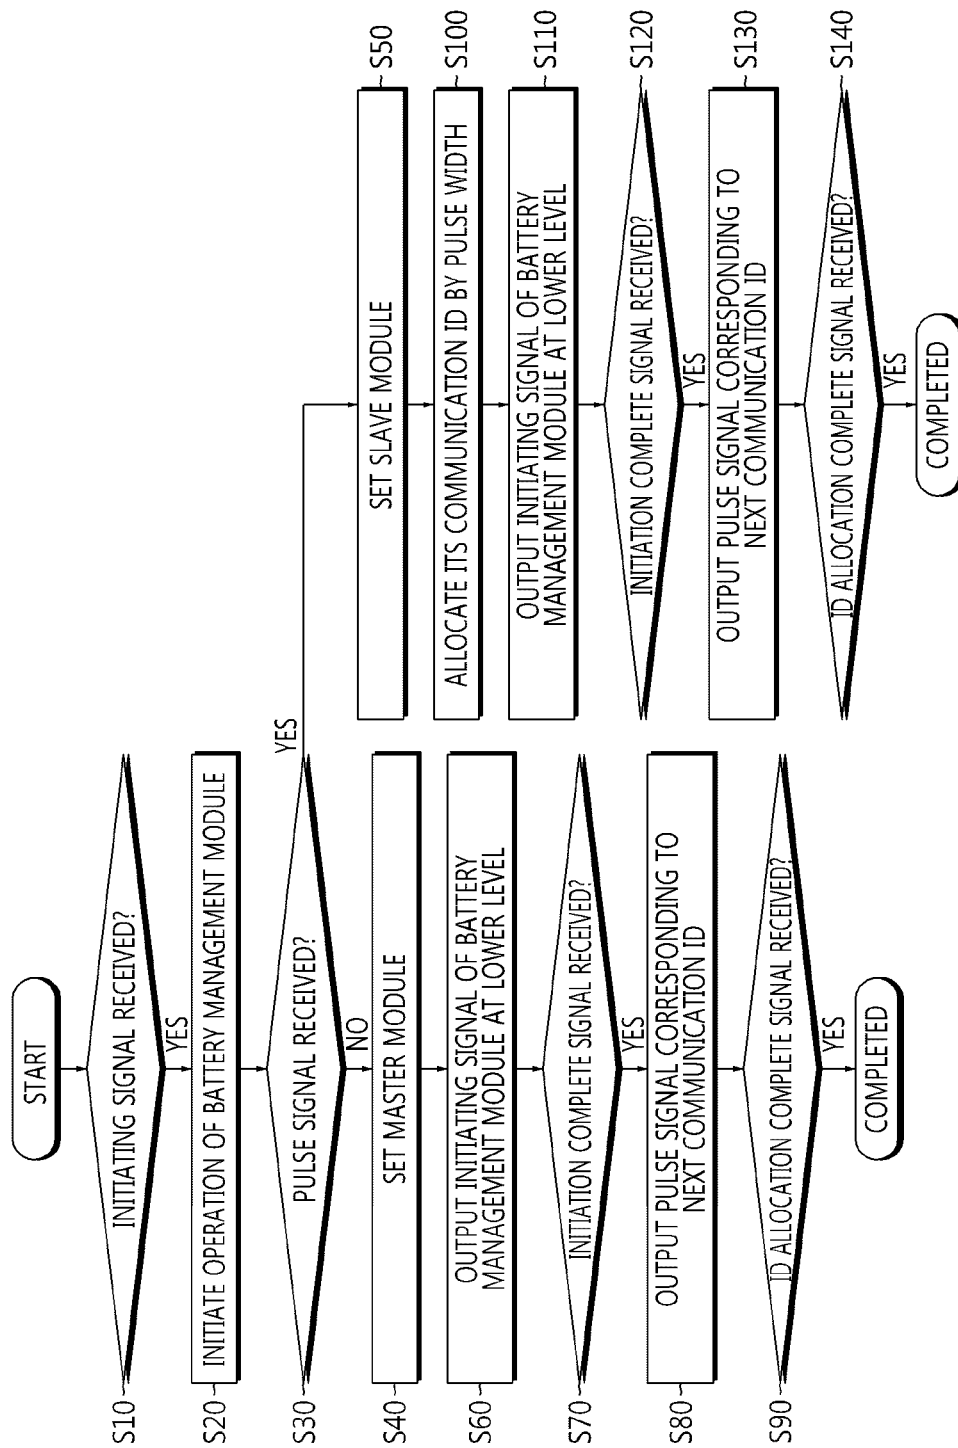 START
S10
INITIATING SIGNAL RECEIVED?
YES
S20
INITIATE OPERATION OF BATTERY MANAGEMENT MODULE
S30
PULSE SIGNAL RECEIVED?
YES
NO
S40
SET MASTER MODULE
S60
OUTPUT INITIATING SIGNAL OF BATTERY
MANAGEMENT MODULE AT LOWER LEVEL
S70
INITIATION COMPLETE SIGNAL RECEIVED?
YES
S80
OUTPUT PULSE SIGNAL CORRESPONDING TO
NEXT COMMUNICATION ID
S90
ID ALLOCATION COMPLETE SIGNAL RECEIVED?
YES
COMPLETED
SET SLAVE MODULE
S50
ALLOCATE ITS COMMUNICATION ID BY PULSE WIDTH
S100
OUTPUT INITIATING SIGNAL OF BATTERY
MANAGEMENT MODULE AT LOWER LEVEL
S110
INITIATION COMPLETE SIGNAL RECEIVED?
S120
YES
OUTPUT PULSE SIGNAL CORRESPONDING TO
NEXT COMMUNICATION ID
S130
ID ALLOCATION COMPLETE SIGNAL RECEIVED?
S140
YES
COMPLETED